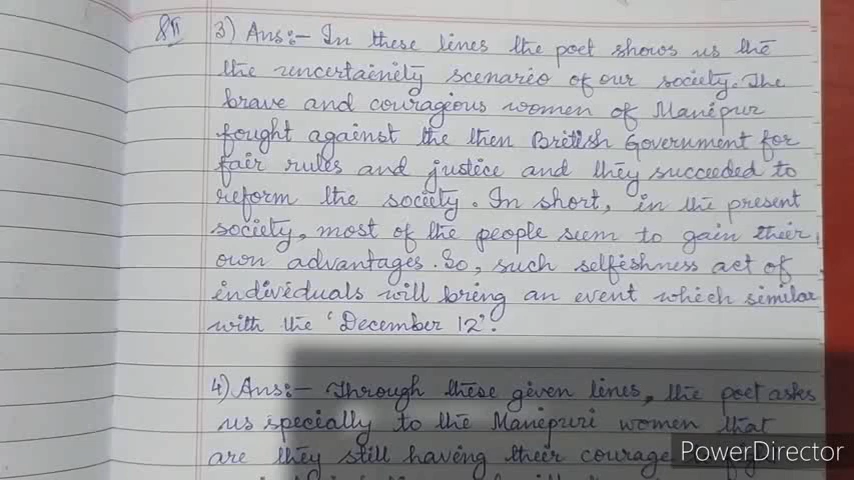 8m 3) Ans:- In these lines the poet shows us the
the uncertainity scenario of our society. The
brave and courageous women of Manipur
fought against the then British Government for
fair rules and justice and they succeeded to
reform the society. In short, in the present
society, most of the people seem to gain their
own advantages. So, such selfishness act of
individuals will bring an event which similar
with the 'December 12'.
4) Ans:- Through these given lines, the poet asks
us specially to the Manipuri women that
are they still having their courage
PowerDirector